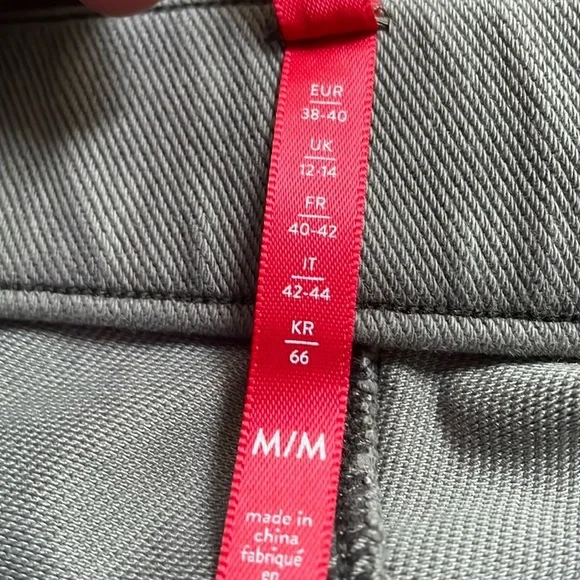 EUR
38-40
UK
12-14
FR
40-42
IT
42-44
KR
66
M/M
made in
china
fabriqué
en